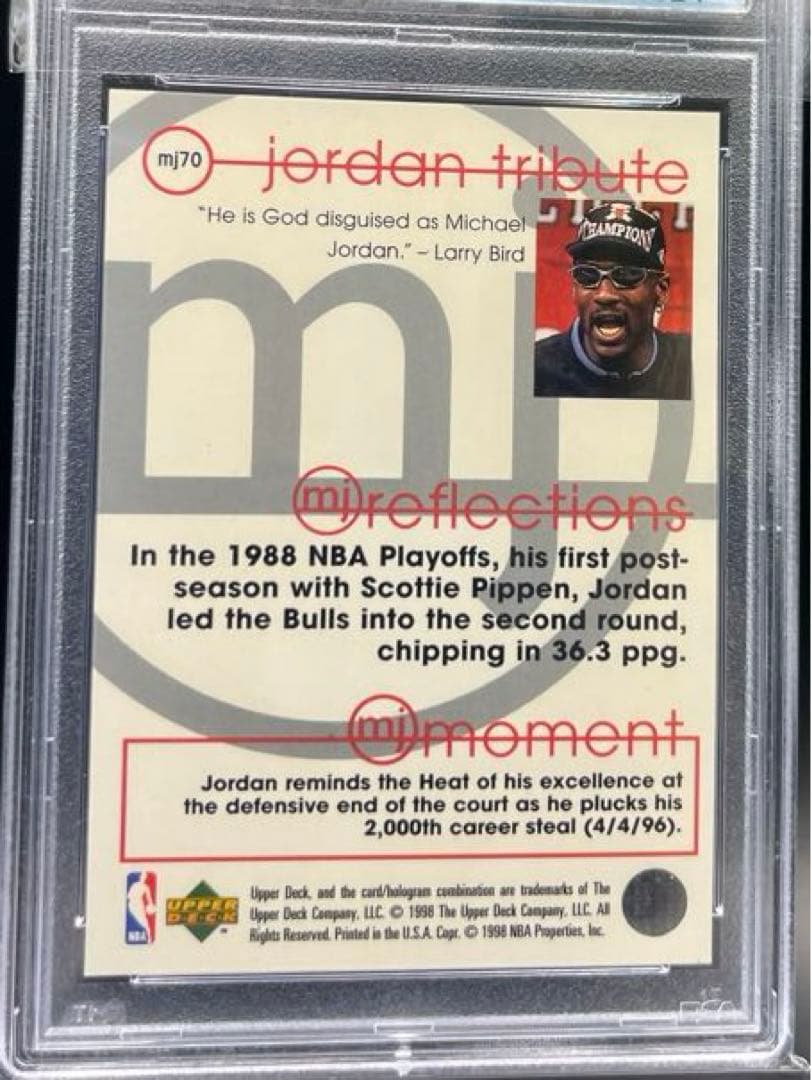 mj70
jordan tribute
"He is God disguised as Michael
Jordan." – Larry Bird
CHAMPIONS
mj
mj reflections
In the 1988 NBA Playoffs, his first post-
season with Scottie Pippen, Jordan
led the Bulls into the second round,
chipping in 36.3 ppg.
mj moment
Jordan reminds the Heat of his excellence at
the defensive end of the court as he plucks his
2,000th career steal (4/4/96).
NBA
UPPER
DECK
Upper Deck, and the card/hologram combination are trademarks of The
Upper Deck Company, LLC. © 1998 The Upper Deck Company, LLC. All
Rights Reserved. Printed in the U.S.A. Copr. © 1998 NBA Properties, Inc.
PSA